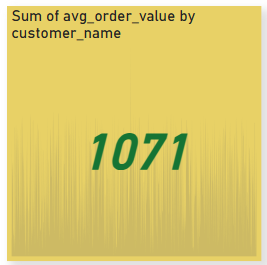 Sum of avg_order_value by
customer_name
1071